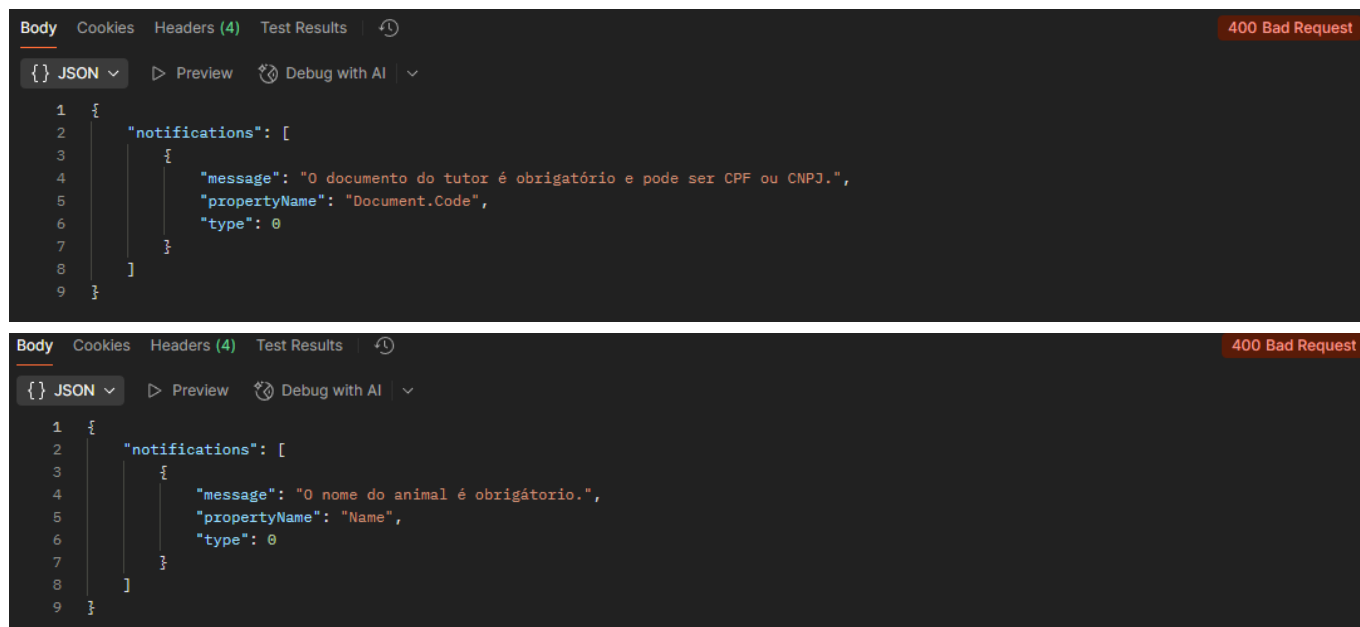 Body Cookies Headers (4) Test Results 400 Bad Request
{} JSON Preview Debug with AI
1 {
2 "notifications": [
3 {
4 "message": "O documento do tutor é obrigatório e pode ser CPF ou CNPJ.",
5 "propertyName": "Document.Code",
6 "type": 0
7 }
8 ]
9 }
Body Cookies Headers (4) Test Results 400 Bad Request
{} JSON Preview Debug with AI
1 {
2 "notifications": [
3 {
4 "message": "O nome do animal é obrigátorio.",
5 "propertyName": "Name",
6 "type": 0
7 }
8 ]
9 }